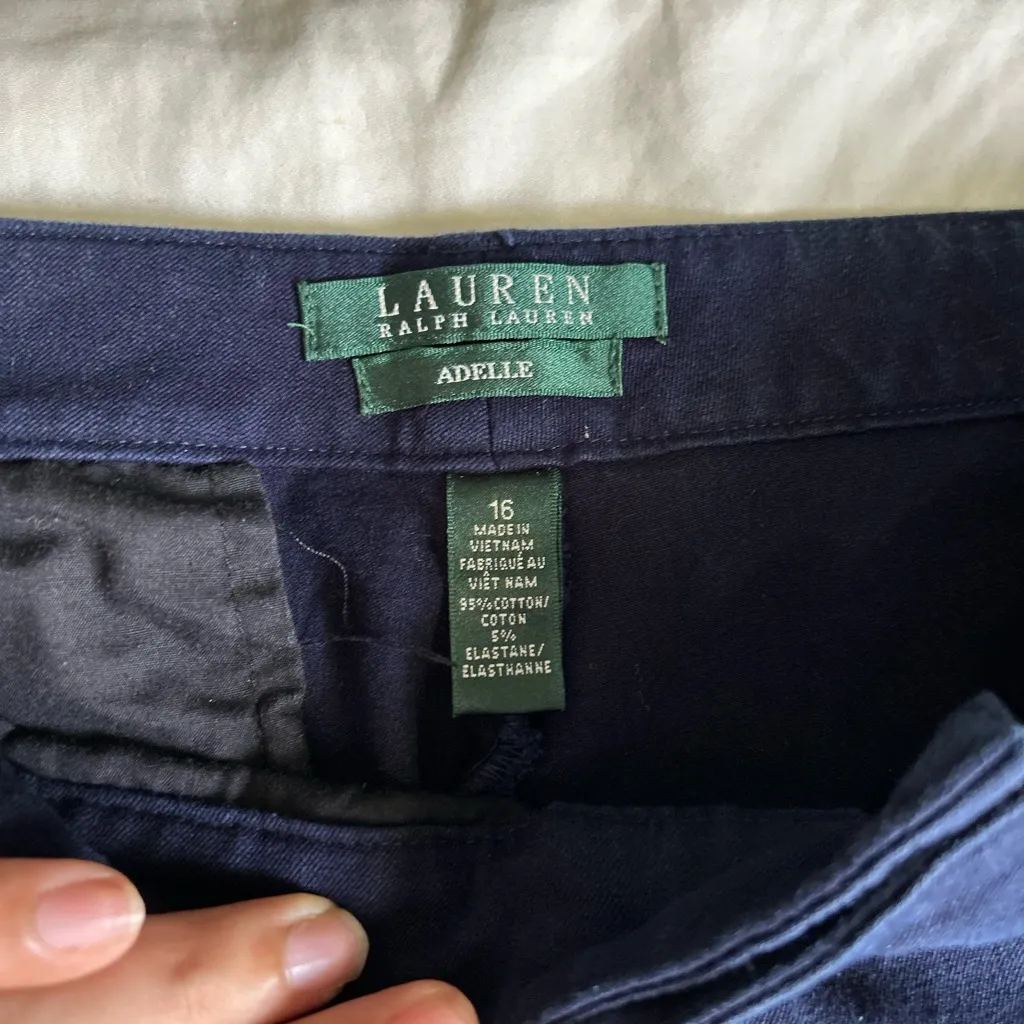 LAUREN
RALPH LAUREN
ADELLE
16
MADE IN
VIETNAM
FABRIQUÉ AU
VIÊT NAM
95% COTTON/
COTON
5%
ELASTANE/
ELASTHANNE